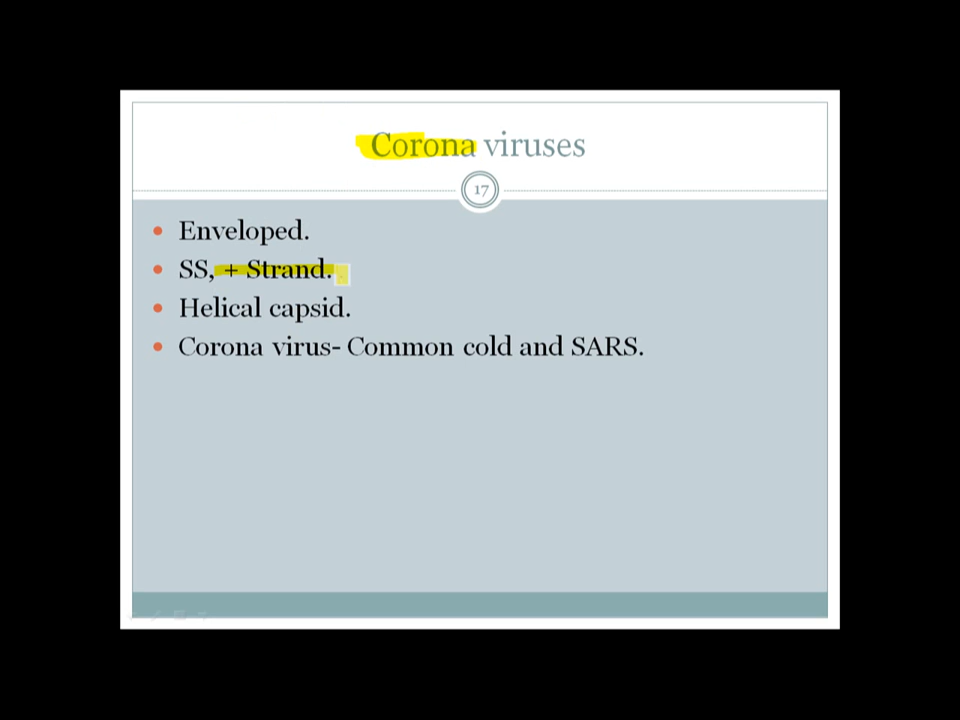 Corona viruses
17
• Enveloped.
• SS, + Strand.
• Helical capsid.
• Corona virus- Common cold and SARS.